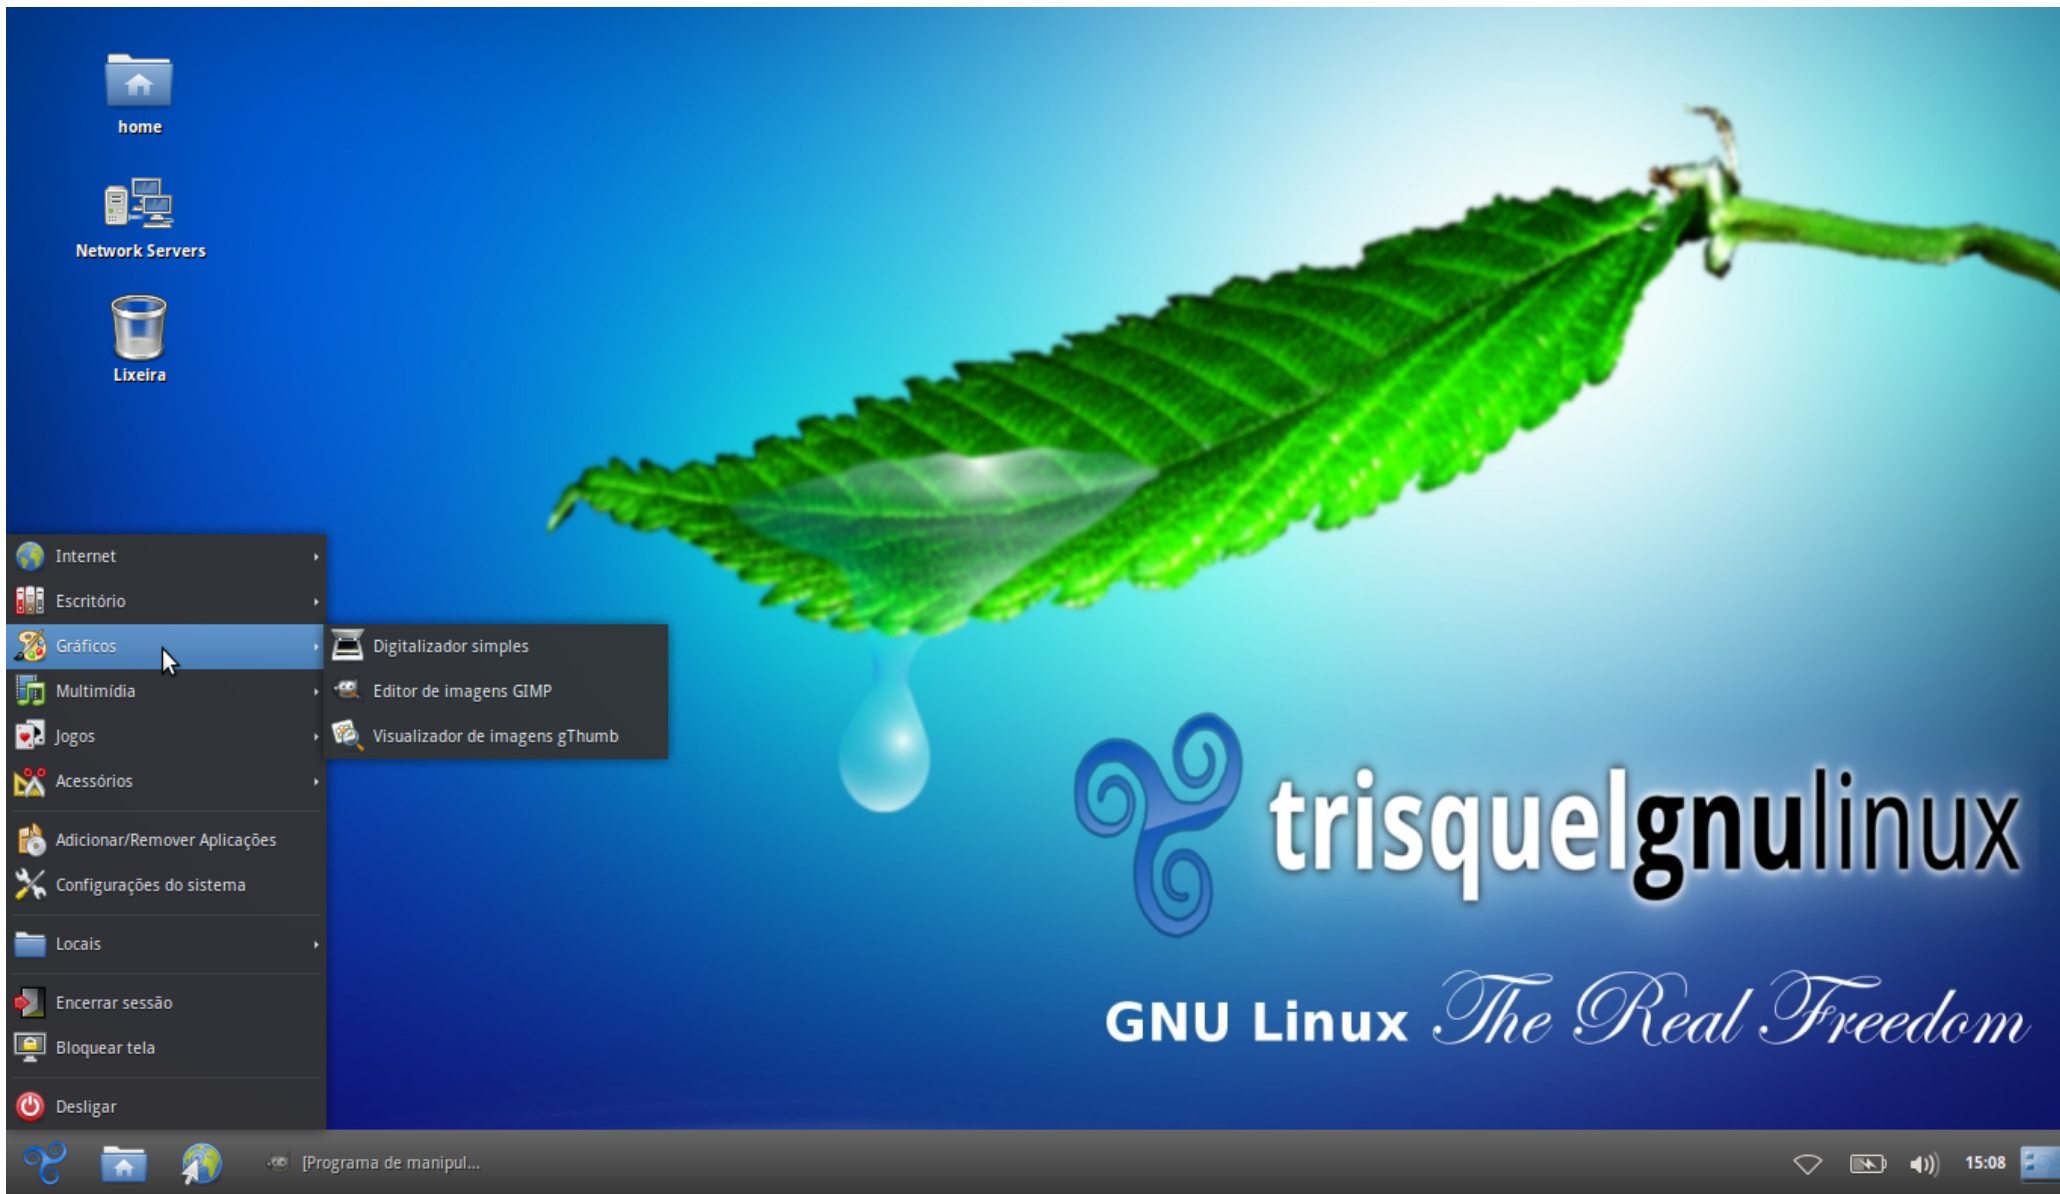 home
Network Servers
Lixeira
Internet
Escritório
Gráficos
Multimídia
Jogos
Acessórios
Adicionar/Remover Aplicações
Configurações do sistema
Locais
Encerrar sessão
Bloquear tela
Desligar
Digitalizador simples
Editor de imagens GIMP
Visualizador de imagens gThumb
trisquelgnulinux
GNU Linux The Real Freedom
[Programa de manipul...
15:08